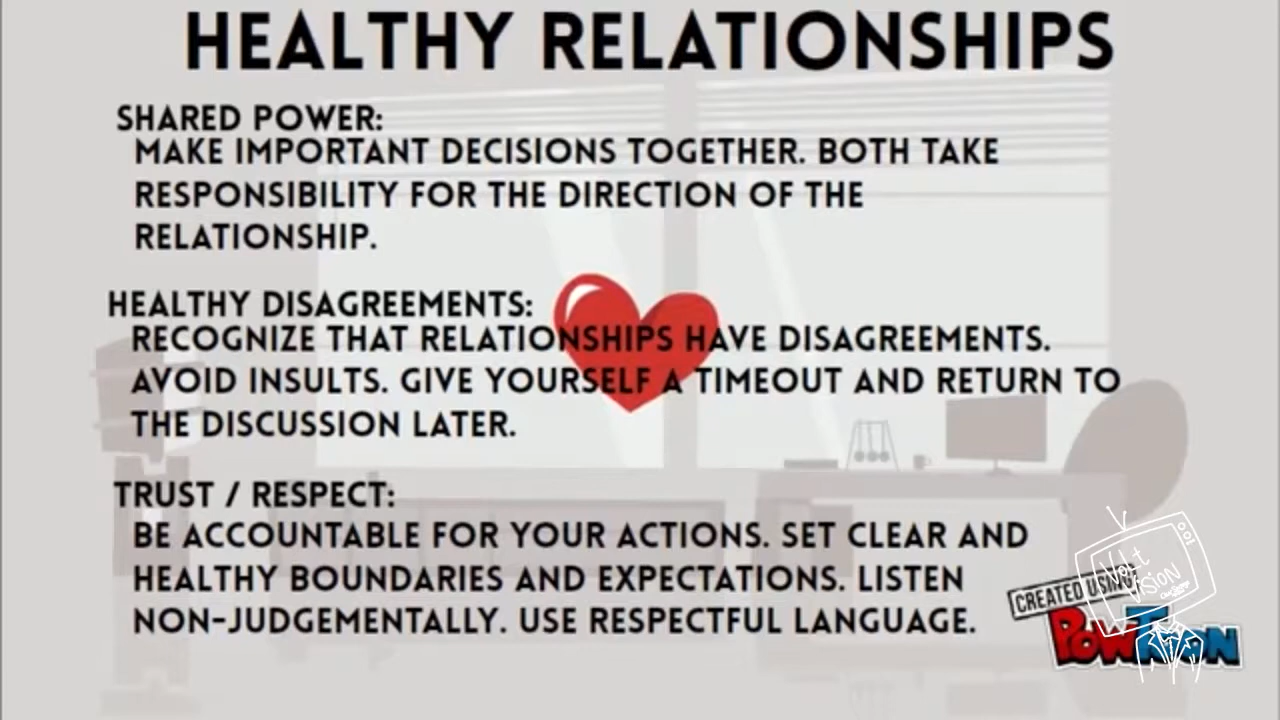 HEALTHY RELATIONSHIPS
SHARED POWER:
MAKE IMPORTANT DECISIONS TOGETHER. BOTH TAKE
RESPONSIBILITY FOR THE DIRECTION OF THE
RELATIONSHIP.
HEALTHY DISAGREEMENTS:
RECOGNIZE THAT RELATIONSHIPS HAVE DISAGREEMENTS.
AVOID INSULTS. GIVE YOURSELF A TIMEOUT AND RETURN TO
THE DISCUSSION LATER.
TRUST / RESPECT:
BE ACCOUNTABLE FOR YOUR ACTIONS. SET CLEAR AND
HEALTHY BOUNDARIES AND EXPECTATIONS. LISTEN
NON-JUDGEMENTALLY. USE RESPECTFUL LANGUAGE.
CREATED USING
POWTOON
Volt
Vision